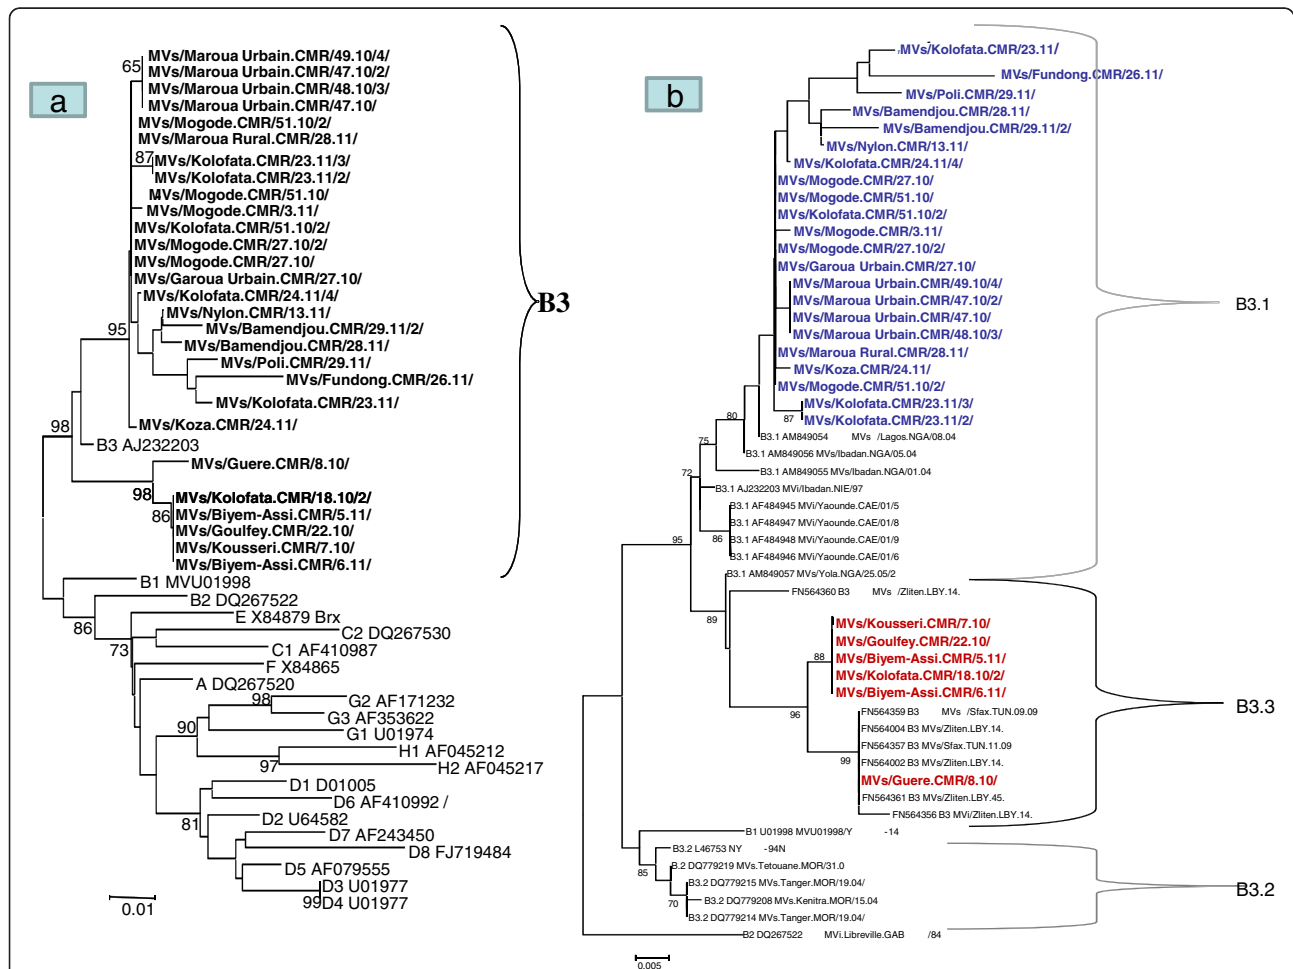 a
65
MVs/Maroua Urbain.CMR/49.10/4/
MVs/Maroua Urbain.CMR/47.10/2/
MVs/Maroua Urbain.CMR/48.10/3/
MVs/Maroua Urbain.CMR/47.10/
MVs/Mogode.CMR/51.10/2/
MVs/Maroua Rural.CMR/28.11/
87
MVs/Kolofata.CMR/23.11/3/
MVs/Kolofata.CMR/23.11/2/
MVs/Mogode.CMR/51.10/
MVs/Mogode.CMR/3.11/
MVs/Kolofata.CMR/51.10/2/
MVs/Mogode.CMR/27.10/2/
MVs/Mogode.CMR/27.10/
MVs/Garoua Urbain.CMR/27.10/
MVs/Kolofata.CMR/24.11/4/
MVs/Nylon.CMR/13.11/
95
MVs/Bamendjou.CMR/29.11/2/
MVs/Bamendjou.CMR/28.11/
MVs/Poli.CMR/29.11/
MVs/Fundong.CMR/26.11/
MVs/Kolofata.CMR/23.11/
98
MVs/Koza.CMR/24.11/
B3 AJ232203
MVs/Guere.CMR/8.10/
98
MVs/Kolofata.CMR/18.10/2/
86
MVs/Biyem-Assi.CMR/5.11/
MVs/Goulfey.CMR/22.10/
MVs/Kousseri.CMR/7.10/
MVs/Biyem-Assi.CMR/6.11/
B3
B1 MVU01998
B2 DQ267522
86
E X84879 Brx
C2 DQ267530
73
C1 AF410987
F X84865
A DQ267520
98
G2 AF171232
G3 AF353622
90
G1 U01974
H1 AF045212
97
H2 AF045217
D1 D01005
D6 AF410992 /
81
D2 U64582
D7 AF243450
D8 FJ719484
D5 AF079555
D3 U01977
99
D4 U01977
0.01
b
MVs/Kolofata.CMR/23.11/
MVs/Fundong.CMR/26.11/
MVs/Poli.CMR/29.11/
MVs/Bamendjou.CMR/28.11/
MVs/Bamendjou.CMR/29.11/2/
MVs/Nylon.CMR/13.11/
MVs/Kolofata.CMR/24.11/4/
MVs/Mogode.CMR/27.10/
MVs/Mogode.CMR/51.10/
MVs/Kolofata.CMR/51.10/2/
MVs/Mogode.CMR/3.11/
MVs/Mogode.CMR/27.10/2/
MVs/Garoua Urbain.CMR/27.10/
MVs/Maroua Urbain.CMR/49.10/4/
MVs/Maroua Urbain.CMR/47.10/2/
MVs/Maroua Urbain.CMR/47.10/
MVs/Maroua Urbain.CMR/48.10/3/
MVs/Maroua Rural.CMR/28.11/
MVs/Koza.CMR/24.11/
MVs/Mogode.CMR/51.10/2/
MVs/Kolofata.CMR/23.11/3/
87
MVs/Kolofata.CMR/23.11/2/
80
B3.1 AM849054 MVs /Lagos.NGA/08.04
75
B3.1 AM849056 MVs/Ibadan.NGA/05.04
72
B3.1 AM849055 MVs/Ibadan.NGA/01.04
B3.1 AJ232203 MVi/Ibadan.NIE/97
B3.1 AF484945 MVi/Yaounde.CAE/01/5
B3.1 AF484947 MVi/Yaounde.CAE/01/8
95
86
B3.1 AF484948 MVi/Yaounde.CAE/01/9
B3.1 AF484946 MVi/Yaounde.CAE/01/6
B3.1 AM849057 MVs/Yola.NGA/25.05/2
B3.1
FN564360 B3 MVs /Zliten.LBY.14.
89
MVs/Kousseri.CMR/7.10/
MVs/Goulfey.CMR/22.10/
88
MVs/Biyem-Assi.CMR/5.11/
MVs/Kolofata.CMR/18.10/2/
MVs/Biyem-Assi.CMR/6.11/
96
FN564359 B3 MVs /Sfax.TUN.09.09
FN564004 B3 MVs/Zliten.LBY.14.
FN564357 B3 MVs/Sfax.TUN.11.09
99
FN564002 B3 MVs/Zliten.LBY.14.
MVs/Guere.CMR/8.10/
FN564361 B3 MVs/Zliten.LBY.45.
FN564356 B3 MVi/Zliten.LBY.14.
B3.3
B1 U01998 MVU01998/Y -14
B3.2 L46753 NY -94N
85
B.2 DQ779219 MVs.Tetouane.MOR/31.0
B3.2 DQ779215 MVs.Tanger.MOR/19.04/
70
B3.2 DQ779208 MVs.Kenitra.MOR/15.04
B3.2 DQ779214 MVs.Tanger.MOR/19.04/
B3.2
B2 DQ267522 MVi.Libreville.GAB /84
0.005